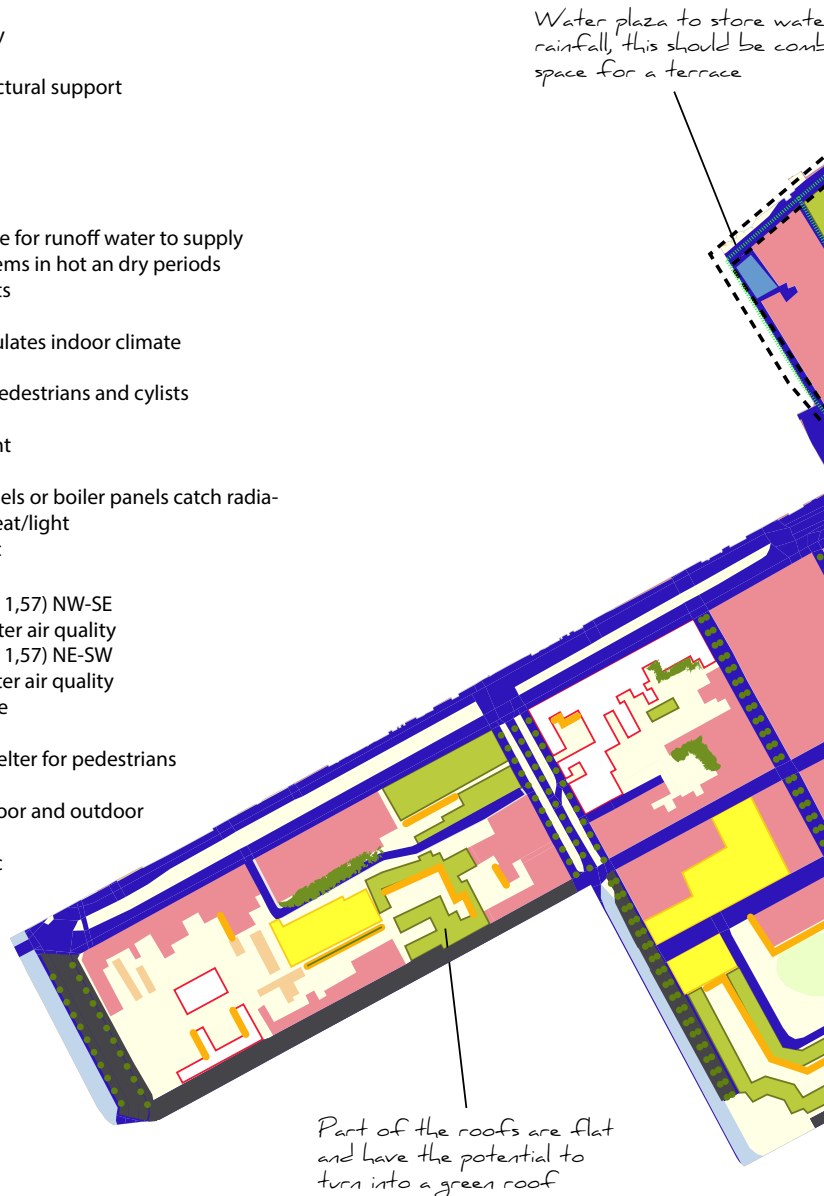 Water plaza to store wate
rainfall, this should be comb
space for a terrace
y
ctural support
e for runoff water to supply
ems in hot an dry periods
ts
ulates indoor climate
edestrians and cylists
nt
els or boiler panels catch radia-
eat/light
t
1,57) NW-SE
ter air quality
1,57) NE-SW
ter air quality
e
elter for pedestrians
oor and outdoor
t
Part of the roofs are flat
and have the potential to
turn into a green roof